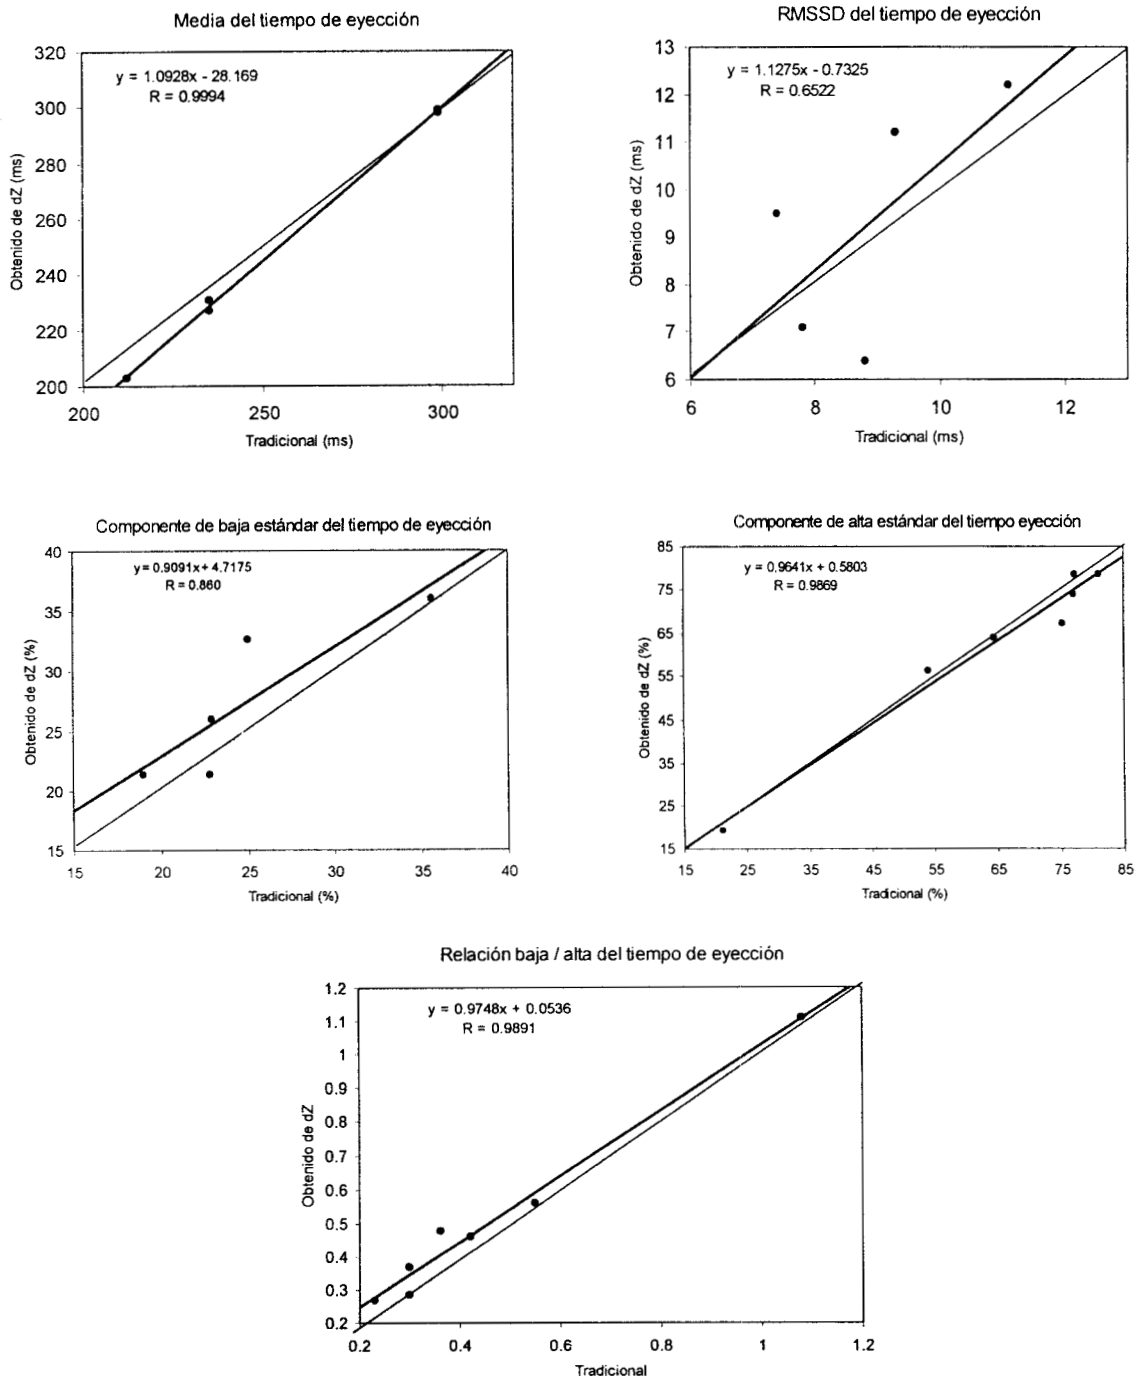 Media del tiempo de eyección
y = 1.0928x - 28.169
R = 0.9994
320
300
280
260
240
220
200
200 250 300
Obtenido de dZ (ms)
Tradicional (ms)
RMSSD del tiempo de eyección
y = 1.1275x - 0.7325
R = 0.6522
13
12
11
10
9
8
7
6
6 8 10 12
Obtenido de dZ (ms)
Tradicional (ms)
Componente de baja estándar del tiempo de eyección
y = 0.9091x + 4.7175
R = 0.860
40
35
30
25
20
15
15 20 25 30 35 40
Obtenido de dZ (%)
Tradicional (%)
Componente de alta estándar del tiempo eyección
y = 0.9641x + 0.5803
R = 0.9869
85
75
65
55
45
35
25
15
15 25 35 45 55 65 75 85
Obtenido de dZ (%)
Tradicional (%)
Relación baja / alta del tiempo de eyección
y = 0.9748x + 0.0536
R = 0.9891
1.2
1.1
1
0.9
0.8
0.7
0.6
0.5
0.4
0.3
0.2
0.2 0.4 0.6 0.8 1 1.2
Obtenido de dZ
Tradicional